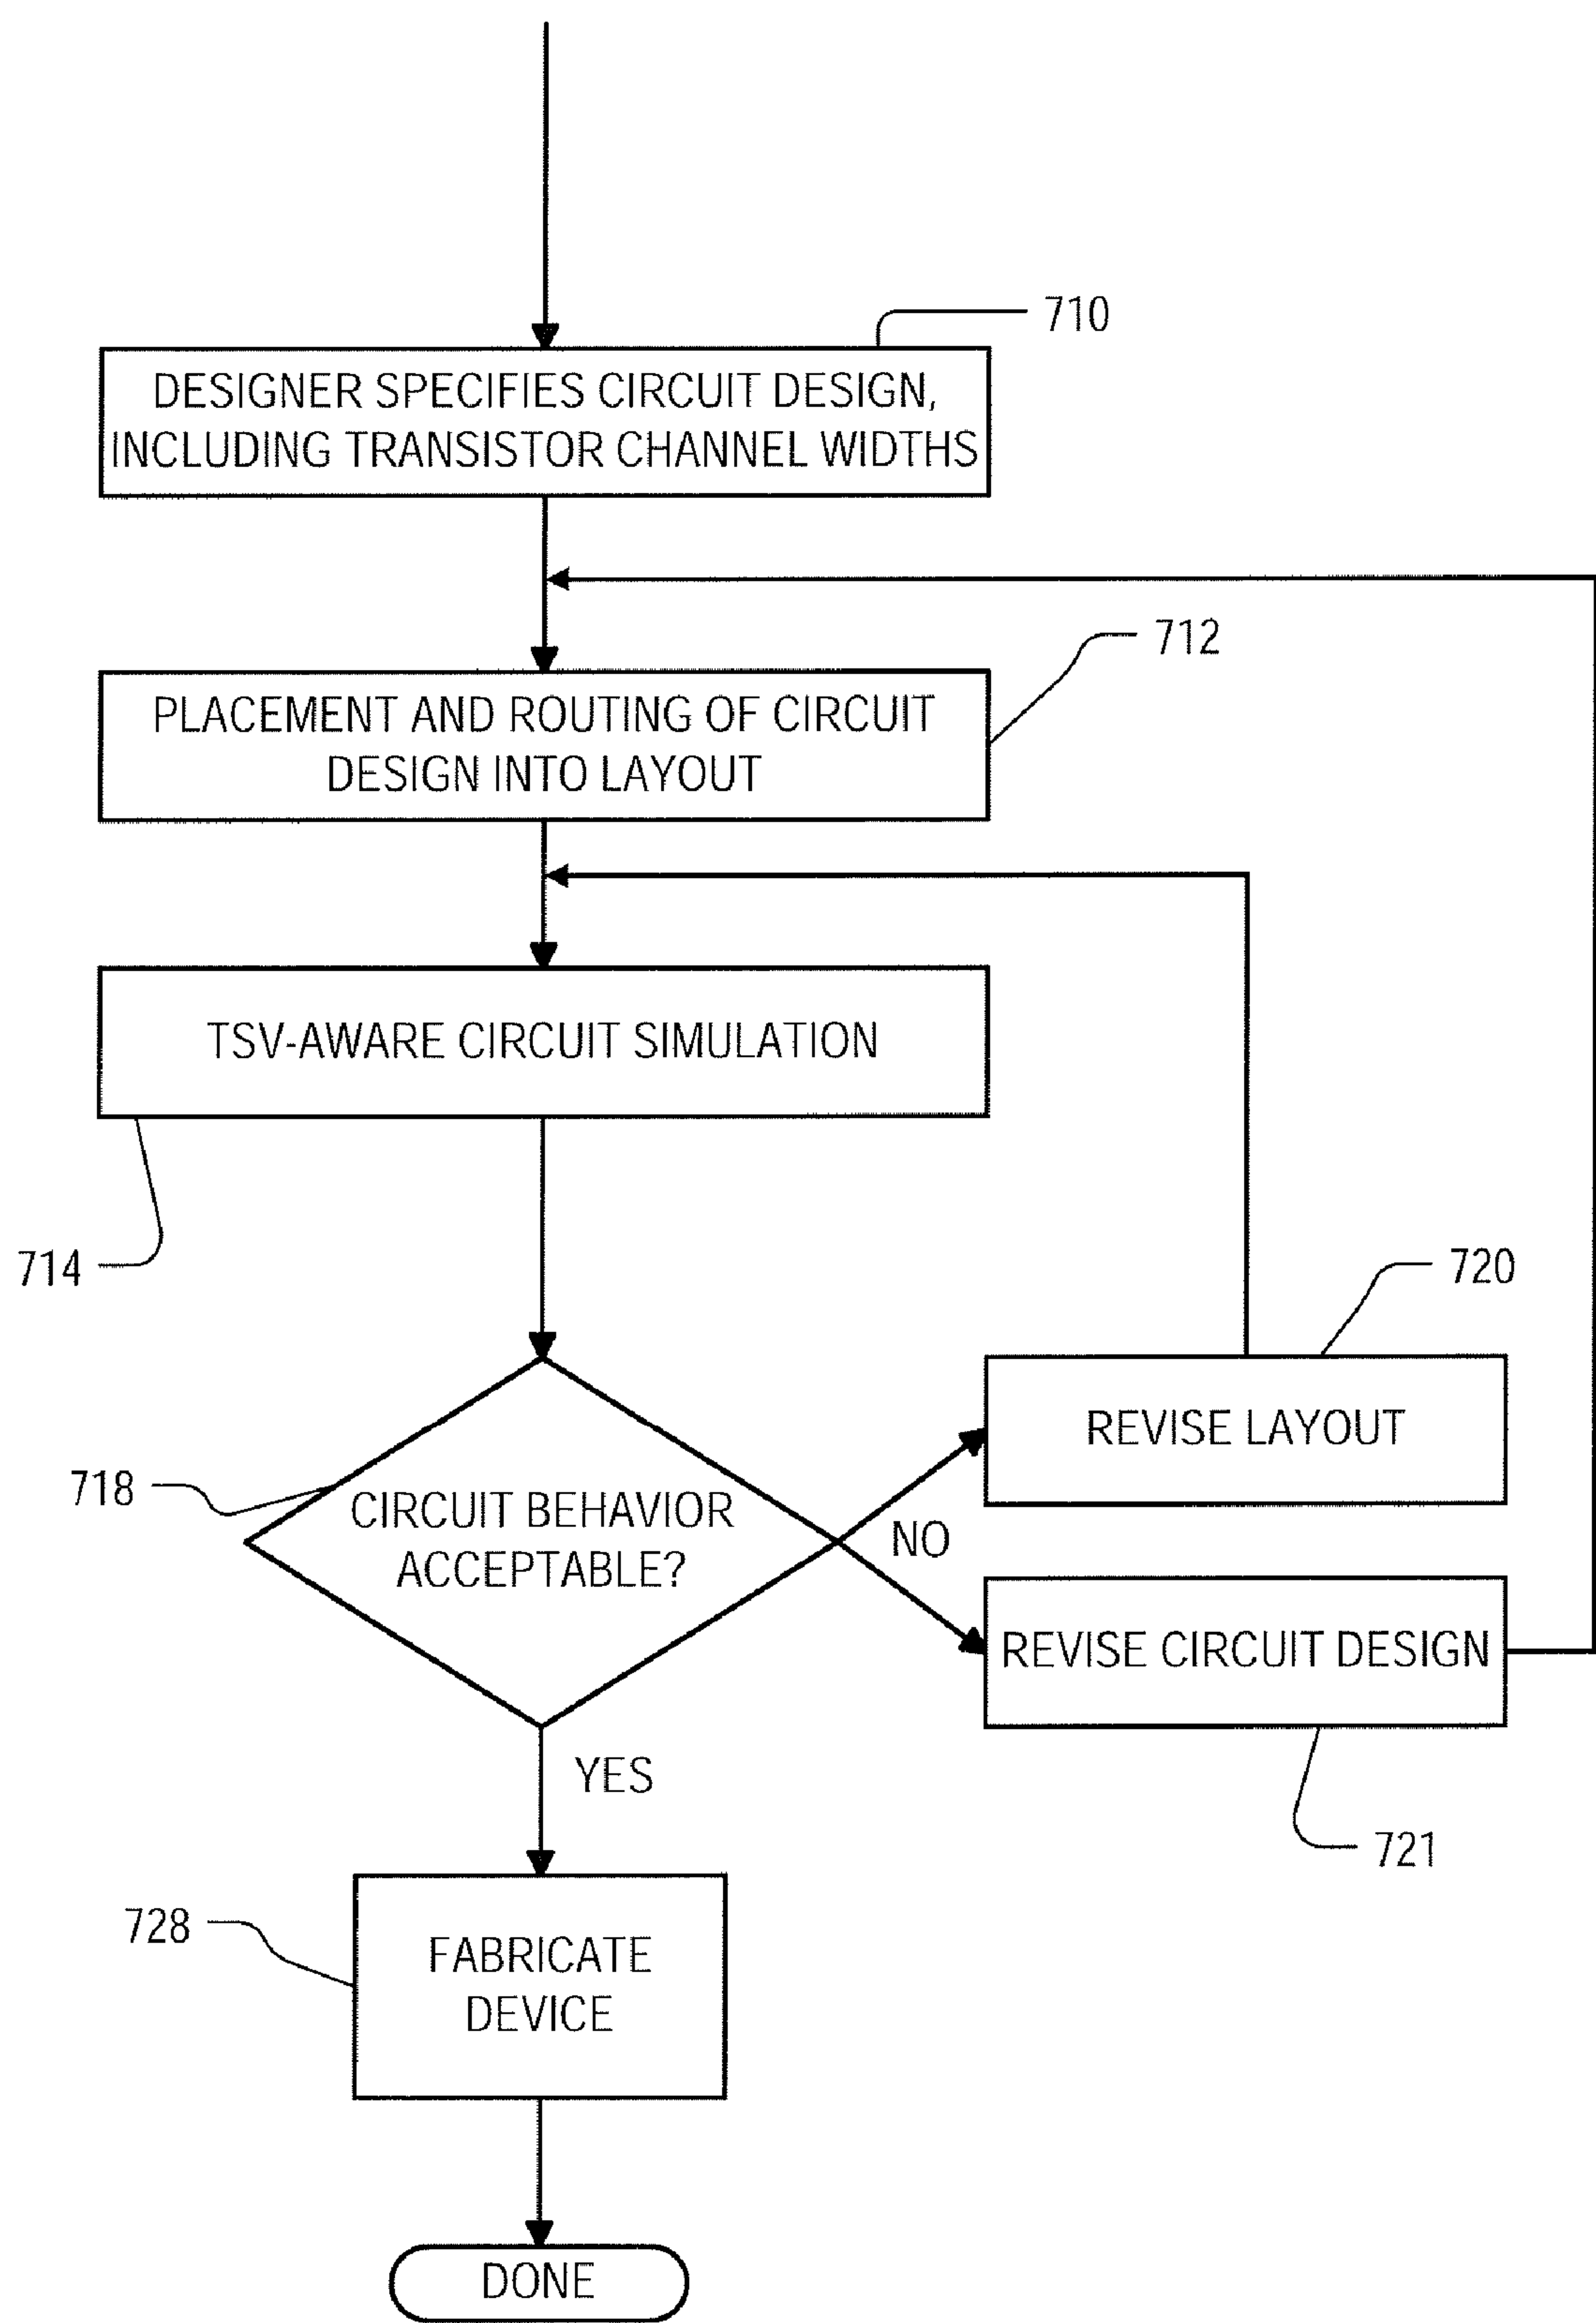 710
DESIGNER SPECIFIES CIRCUIT DESIGN,
INCLUDING TRANSISTOR CHANNEL WIDTHS
712
PLACEMENT AND ROUTING OF CIRCUIT
DESIGN INTO LAYOUT
TSV-AWARE CIRCUIT SIMULATION
714
720
REVISE LAYOUT
718
CIRCUIT BEHAVIOR
ACCEPTABLE?
NO
REVISE CIRCUIT DESIGN
YES
721
728
FABRICATE
DEVICE
DONE